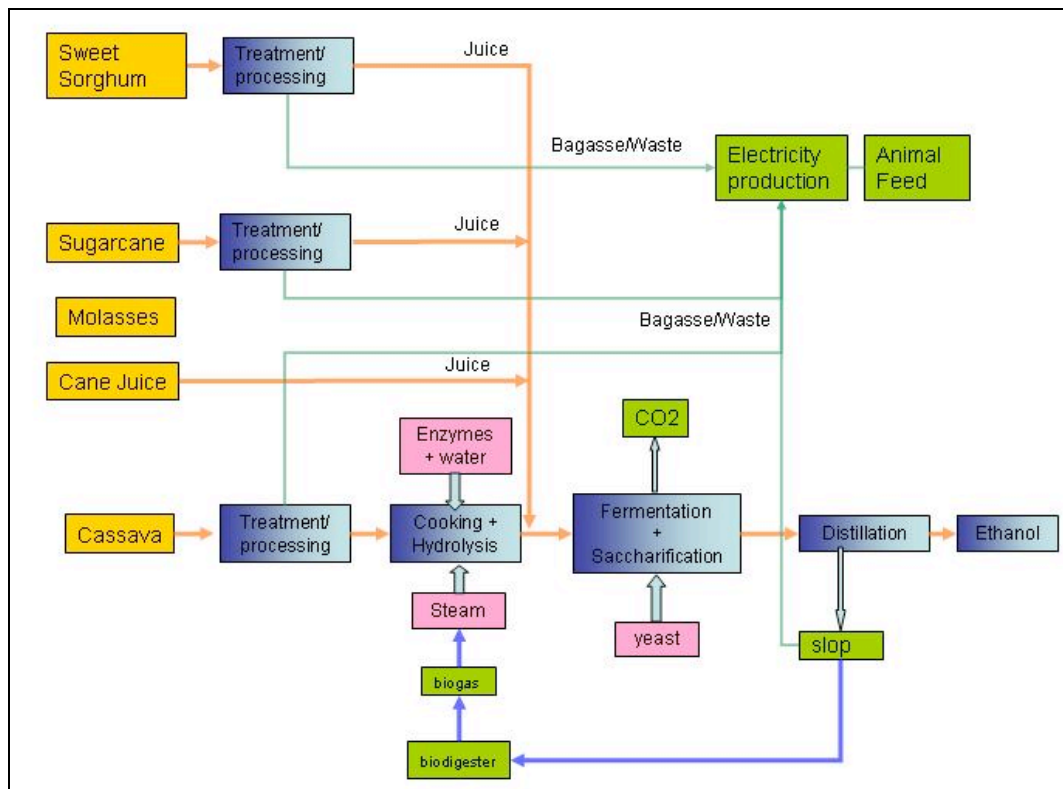 Sweet
Sorghum
Treatment/
processing
Juice
Bagasse/Waste
Electricity
production
Animal
Feed
Sugarcane
Treatment/
processing
Juice
Molasses
Bagasse/Waste
Cane Juice
Juice
Enzymes
+ water
CO2
Cassava
Treatment/
processing
Cooking +
Hydrolysis
Fermentation
+
Saccharification
Distillation
Ethanol
Steam
yeast
slop
biogas
biodigester